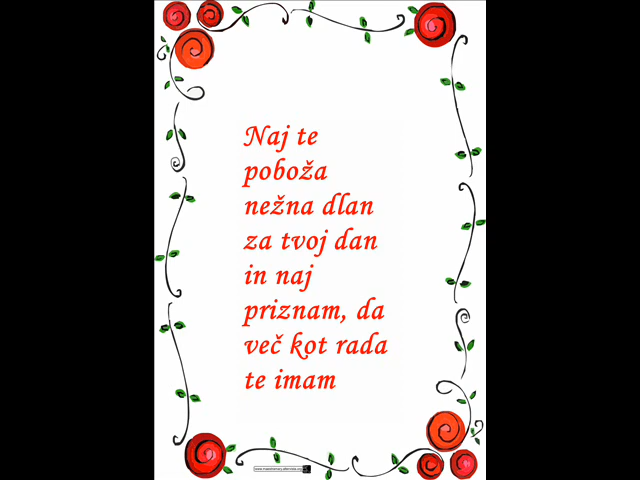 Naj te
poboža
nežna dlan
za tvoj dan
in naj
priznam, da
več kot rada
te imam